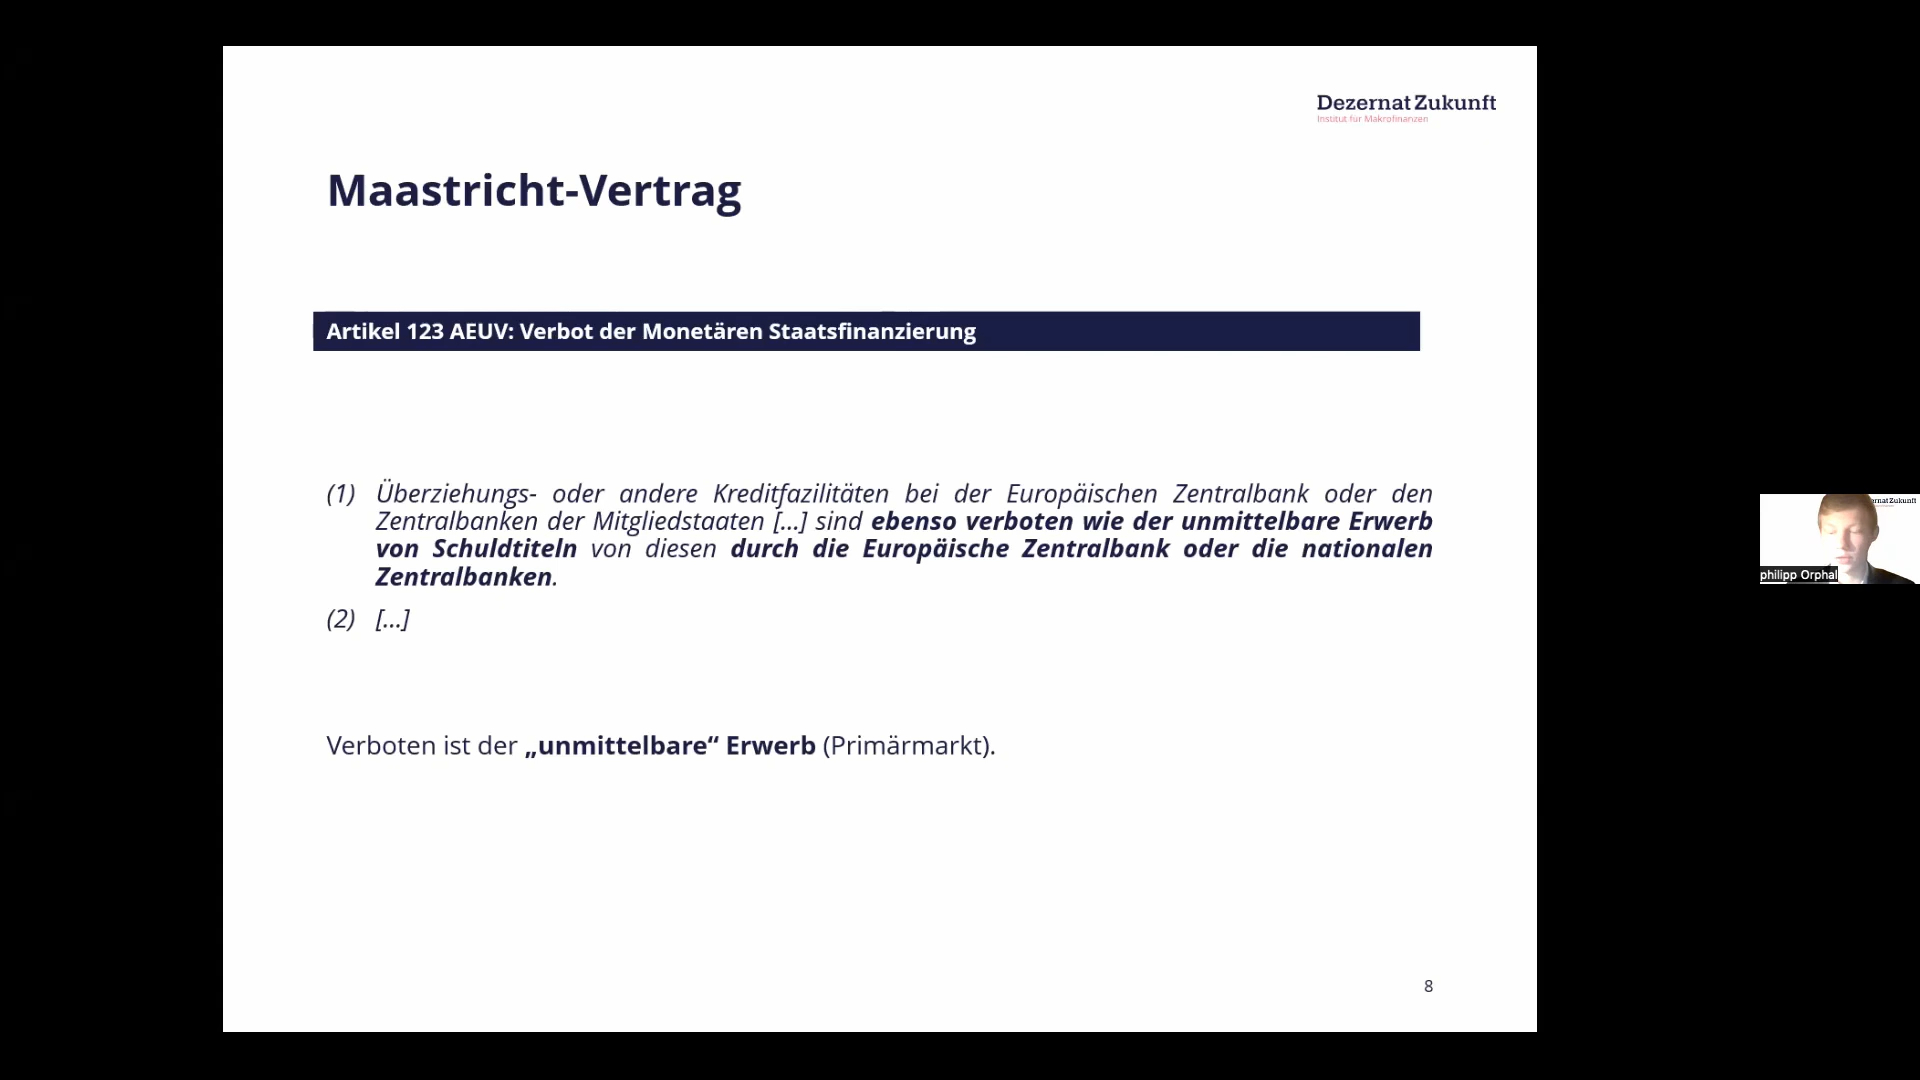 Dezernat Zukunft
Institut für Makrofinanzen
Maastricht-Vertrag
Artikel 123 AEUV: Verbot der Monetären Staatsfinanzierung
(1) Überziehungs- oder andere Kreditfazilitäten bei der Europäischen Zentralbank oder den
Zentralbanken der Mitgliedstaaten [...] sind ebenso verboten wie der unmittelbare Erwerb
von Schuldtiteln von diesen durch die Europäische Zentralbank oder die nationalen
Zentralbanken.
(2) [...]
Verboten ist der „unmittelbare“ Erwerb (Primärmarkt).
8
ernat Zukunft
philipp Orphal